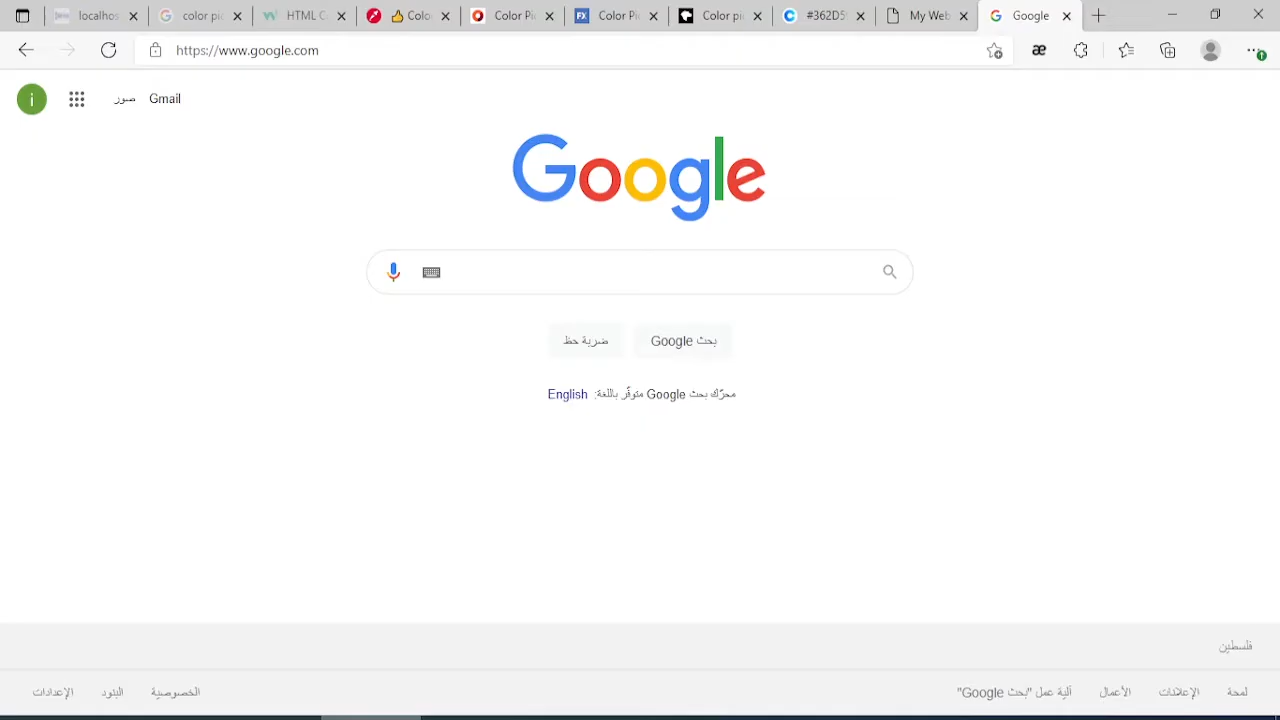 localhos
color pic
HTML C
Colo
Color Pi
Color Pi
Color pi
#362D5
My Web
Google
https://www.google.com
i
صور
Gmail
Google
ضربة حظ
بحث Google
محرّك بحث Google متوفّر باللغة: English
فلسطين
لمحة
الإعلانات
الأعمال
آلية عمل "بحث Google"
الخصوصية
البنود
الإعدادات